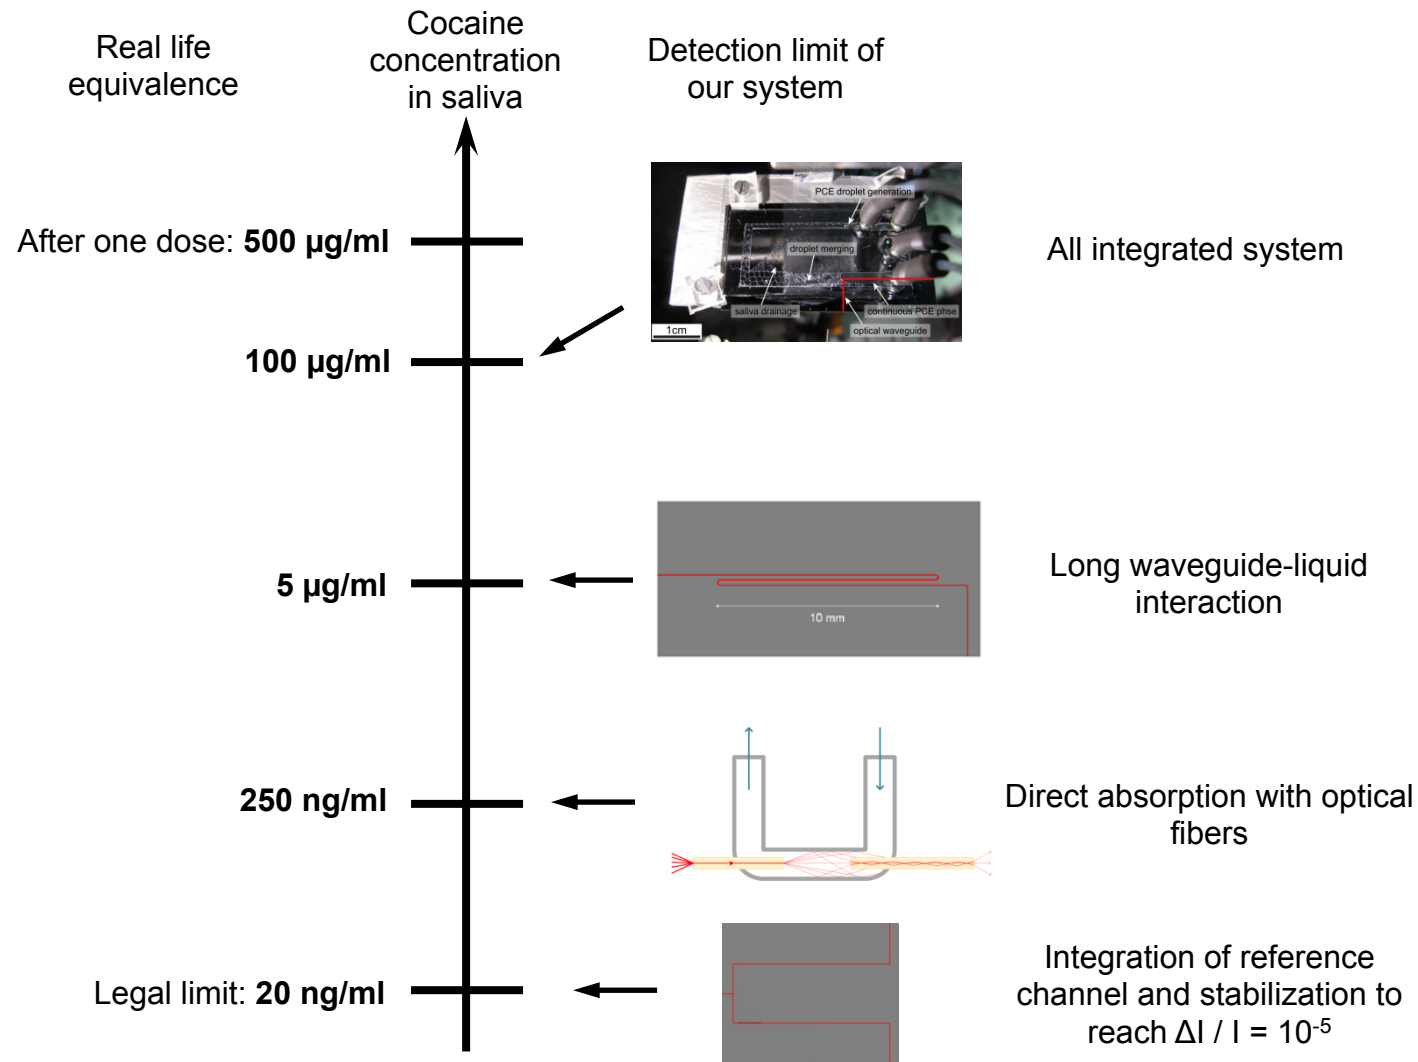 Real life
equivalence
Cocaine
concentration
in saliva
Detection limit of
our system
After one dose: 500 µg/ml
PCE droplet generation
droplet merging
saliva drainage
continuous PCE phse
optical waveguide
1cm
All integrated system
100 µg/ml
5 µg/ml
10 mm
Long waveguide-liquid
interaction
250 ng/ml
Direct absorption with optical
fibers
Legal limit: 20 ng/ml
Integration of reference
channel and stabilization to
reach ΔI / I = 10⁻⁵